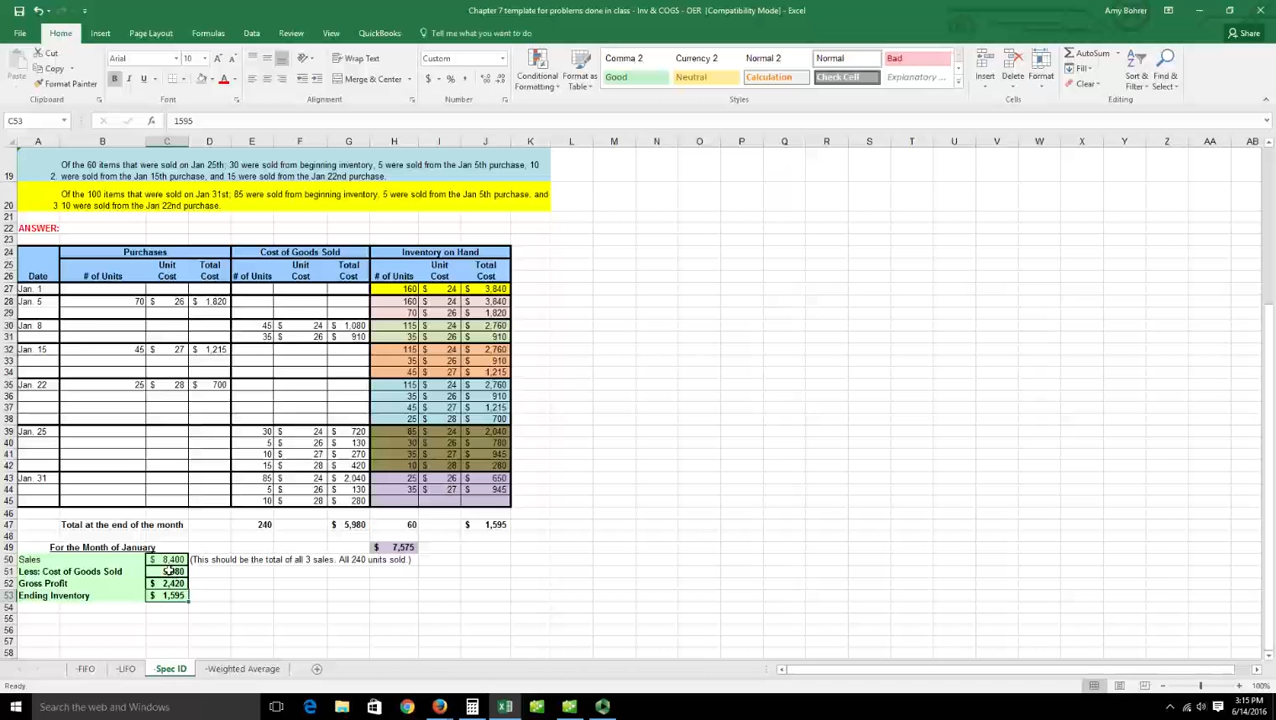 Chapter 7 template for problems done in class - Inv & COGS - OER [Compatibility Mode] - Excel
Amy Bohrer
File Home Insert Page Layout Formulas Data Review View QuickBooks Tell me what you want to do Share
Cut
Copy
Format Painter
Paste
Clipboard
Arial 10
Font
Wrap Text
Merge & Center
Alignment
Custom
Number
Conditional Formatting
Format as Table
Comma 2 Currency 2 Normal Bad
Good Neutral Calculation Check Cell Explanatory ...
Styles
Insert Delete Format
Cells
AutoSum
Fill
Clear
Sort & Filter
Find & Select
Editing
C53 1595
A B C D E F G H I J K L M N O P Q R S T U V W X Y Z AA AB
Of the 60 items that were sold on Jan 25th; 30 were sold from beginning inventory, 5 were sold from the Jan 5th purchase, 10
19 2. were sold from the Jan 15th purchase, and 15 were sold from the Jan 22nd purchase.
Of the 100 items that were sold on Jan 31st; 85 were sold from beginning inventory, 5 were sold from the Jan 5th purchase, and
20 3 10 were sold from the Jan 22nd purchase.
21
22 ANSWER:
23
24 Purchases Cost of Goods Sold Inventory on Hand
25 Unit Total Unit Total Unit Total
26 Date # of Units Cost Cost # of Units Cost Cost # of Units Cost Cost
27 Jan. 1 160 $ 24 $ 3,840
28 Jan. 5 70 $ 26 $ 1,820 160 $ 24 $ 3,840
29 70 $ 26 $ 1,820
30 Jan 8 45 $ 24 $ 1,080 115 $ 24 $ 2,760
31 35 $ 26 $ 910 35 $ 26 $ 910
32 Jan. 15 45 $ 27 $ 1,215 115 $ 24 $ 2,760
33 35 $ 26 $ 910
34 45 $ 27 $ 1,215
35 Jan. 22 25 $ 28 $ 700 115 $ 24 $ 2,760
36 35 $ 26 $ 910
37 45 $ 27 $ 1,215
38 25 $ 28 $ 700
39 Jan. 25 30 $ 24 $ 720 85 $ 24 $ 2,040
40 5 $ 26 $ 130 30 $ 26 $ 780
41 10 $ 27 $ 270 35 $ 27 $ 945
42 15 $ 28 $ 420 10 $ 28 $ 280
43 Jan. 31 85 $ 24 $ 2,040 25 $ 26 $ 650
44 5 $ 26 $ 130 35 $ 27 $ 945
45 10 $ 28 $ 280
46
47 Total at the end of the month 240 $ 5,980 60 $ 1,595
48
49 For the Month of January $ 7,575
50 Sales $ 8,400 (This should be the total of all 3 sales. All 240 units sold )
51 Less: Cost of Goods Sold 5,980
52 Gross Profit $ 2,420
53 Ending Inventory $ 1,595
54
55
56
57
58
-FIFO -LIFO -Spec ID -Weighted Average
Ready 100%
Search the web and Windows
3:15 PM
6/14/2016